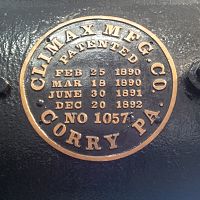 CLIMAX MFG. CO
PATENTED
FEB 25 1890
MAR 18 1890
JUNE 30 1891
DEC 20 1892
NO 1057
CORRY PA.